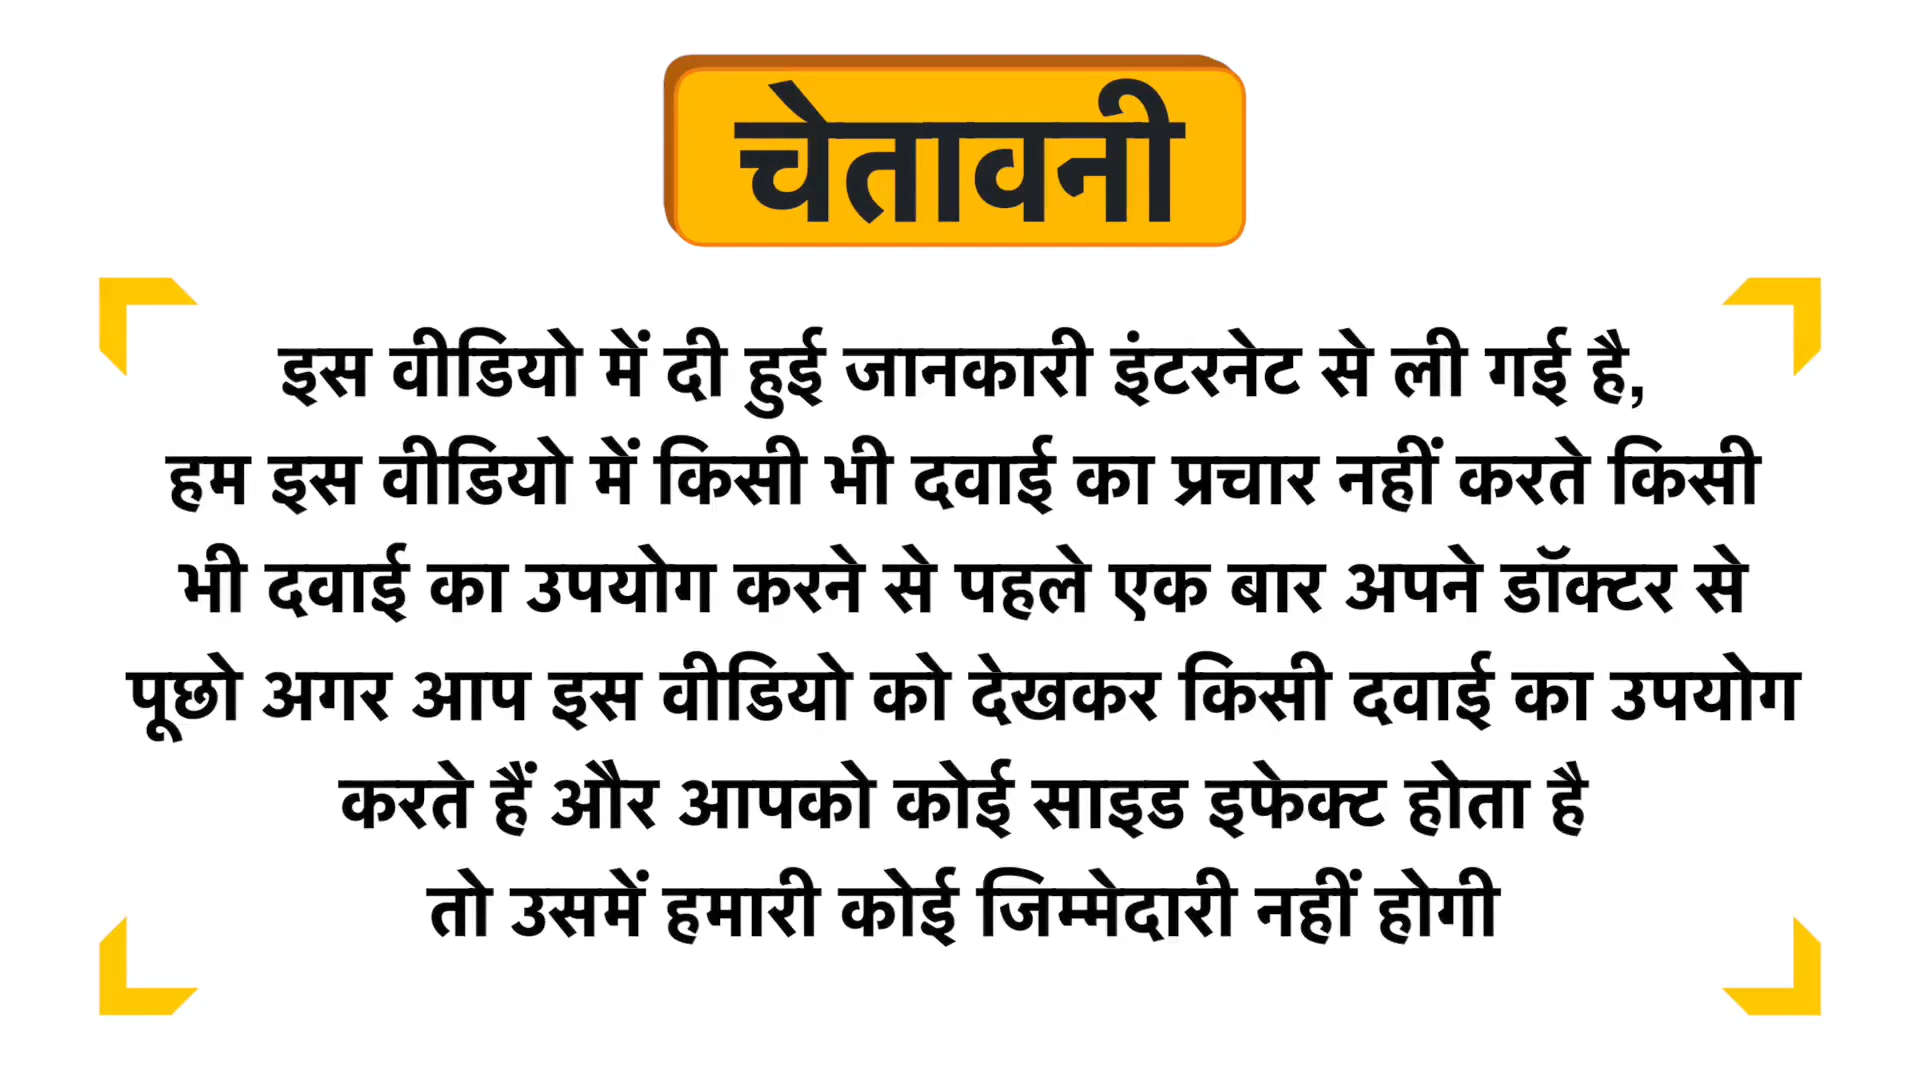 चेतावनी
इस वीडियो में दी हुई जानकारी इंटरनेट से ली गई है,
हम इस वीडियो में किसी भी दवाई का प्रचार नहीं करते किसी
भी दवाई का उपयोग करने से पहले एक बार अपने डॉक्टर से
पूछो अगर आप इस वीडियो को देखकर किसी दवाई का उपयोग
करते हैं और आपको कोई साइड इफेक्ट होता है
तो उसमें हमारी कोई जिम्मेदारी नहीं होगी